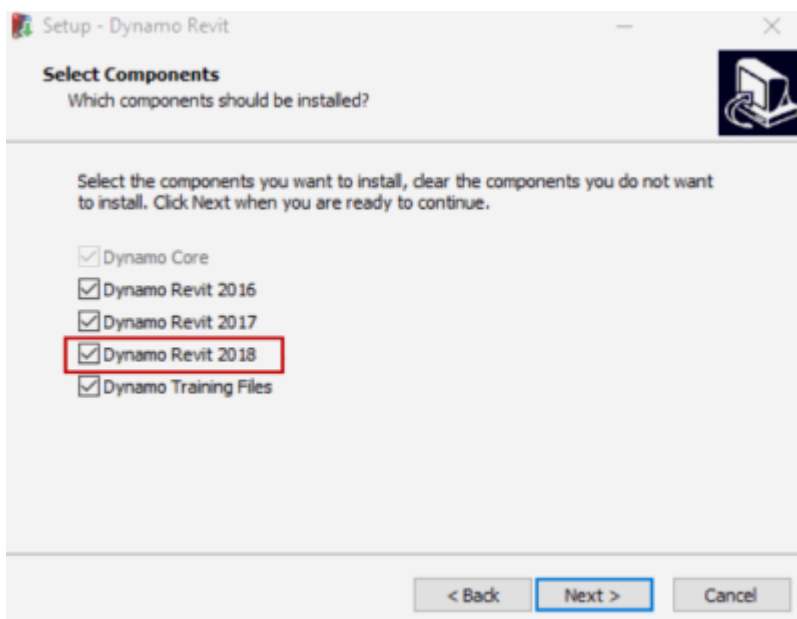 Setup - Dynamo Revit
Select Components
Which components should be installed?
Select the components you want to install, clear the components you do not want
to install. Click Next when you are ready to continue.
Dynamo Core
Dynamo Revit 2016
Dynamo Revit 2017
Dynamo Revit 2018
Dynamo Training Files
< Back Next > Cancel